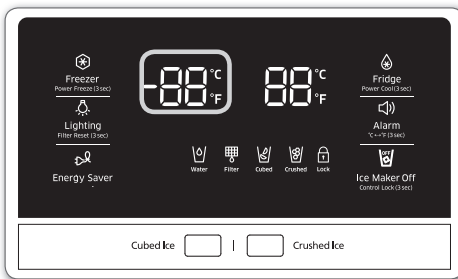 Freezer
Power Freeze (3 sec)
Lighting
Filter Reset (3 sec)
Energy Saver
-88 °C °F
88 °C °F
Water Filter Cubed Crushed Lock
Fridge
Power Cool (3 sec)
Alarm
°C↔°F (3 sec)
OFF
Ice Maker Off
Control Lock (3 sec)
Cubed Ice | Crushed Ice